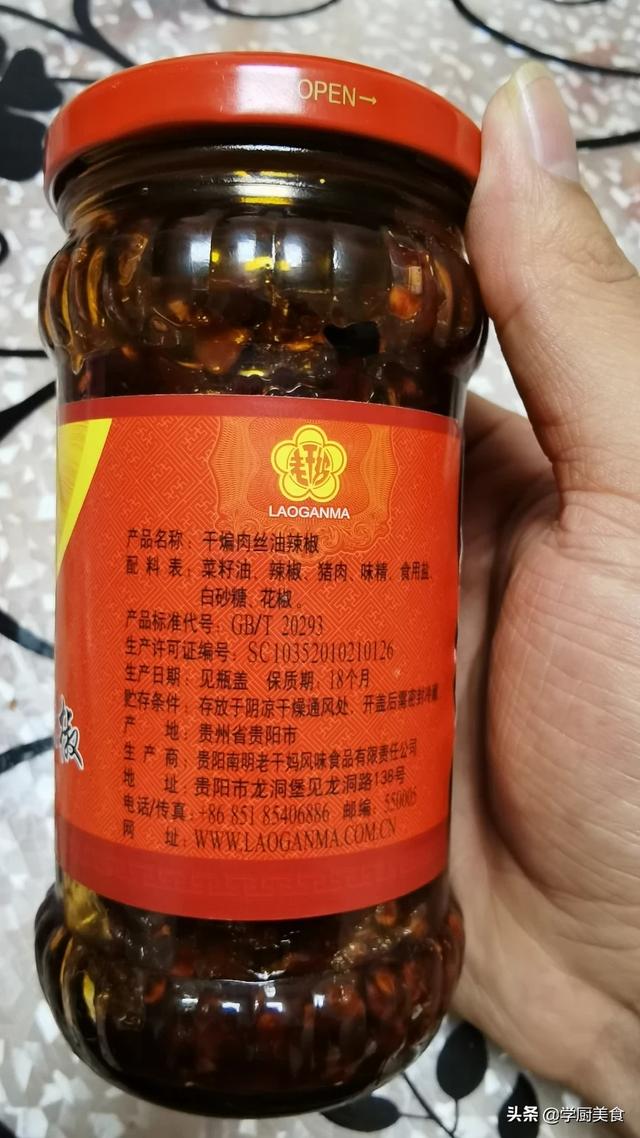 OPEN→
老干妈
LAOGANMA
产品名称：干煸肉丝油辣椒
配 料 表：菜籽油、辣椒、猪肉、味精、食用盐、
白砂糖、花椒。
产品标准代号：GB/T 20293
生产许可证编号：SC10352010210126
生产日期：见瓶盖 保质期：18个月
贮存条件：存放于阴凉干燥通风处、开盖后需密封冷藏
产 地：贵州省贵阳市
生 产 商：贵阳南明老干妈风味食品有限责任公司
地 址：贵阳市龙洞堡见龙洞路138号
电话/传真：+86 851 85406886 邮编：550005
网 址：WWW.LAOGANMA.COM.CN
椒
头条 @学厨美食